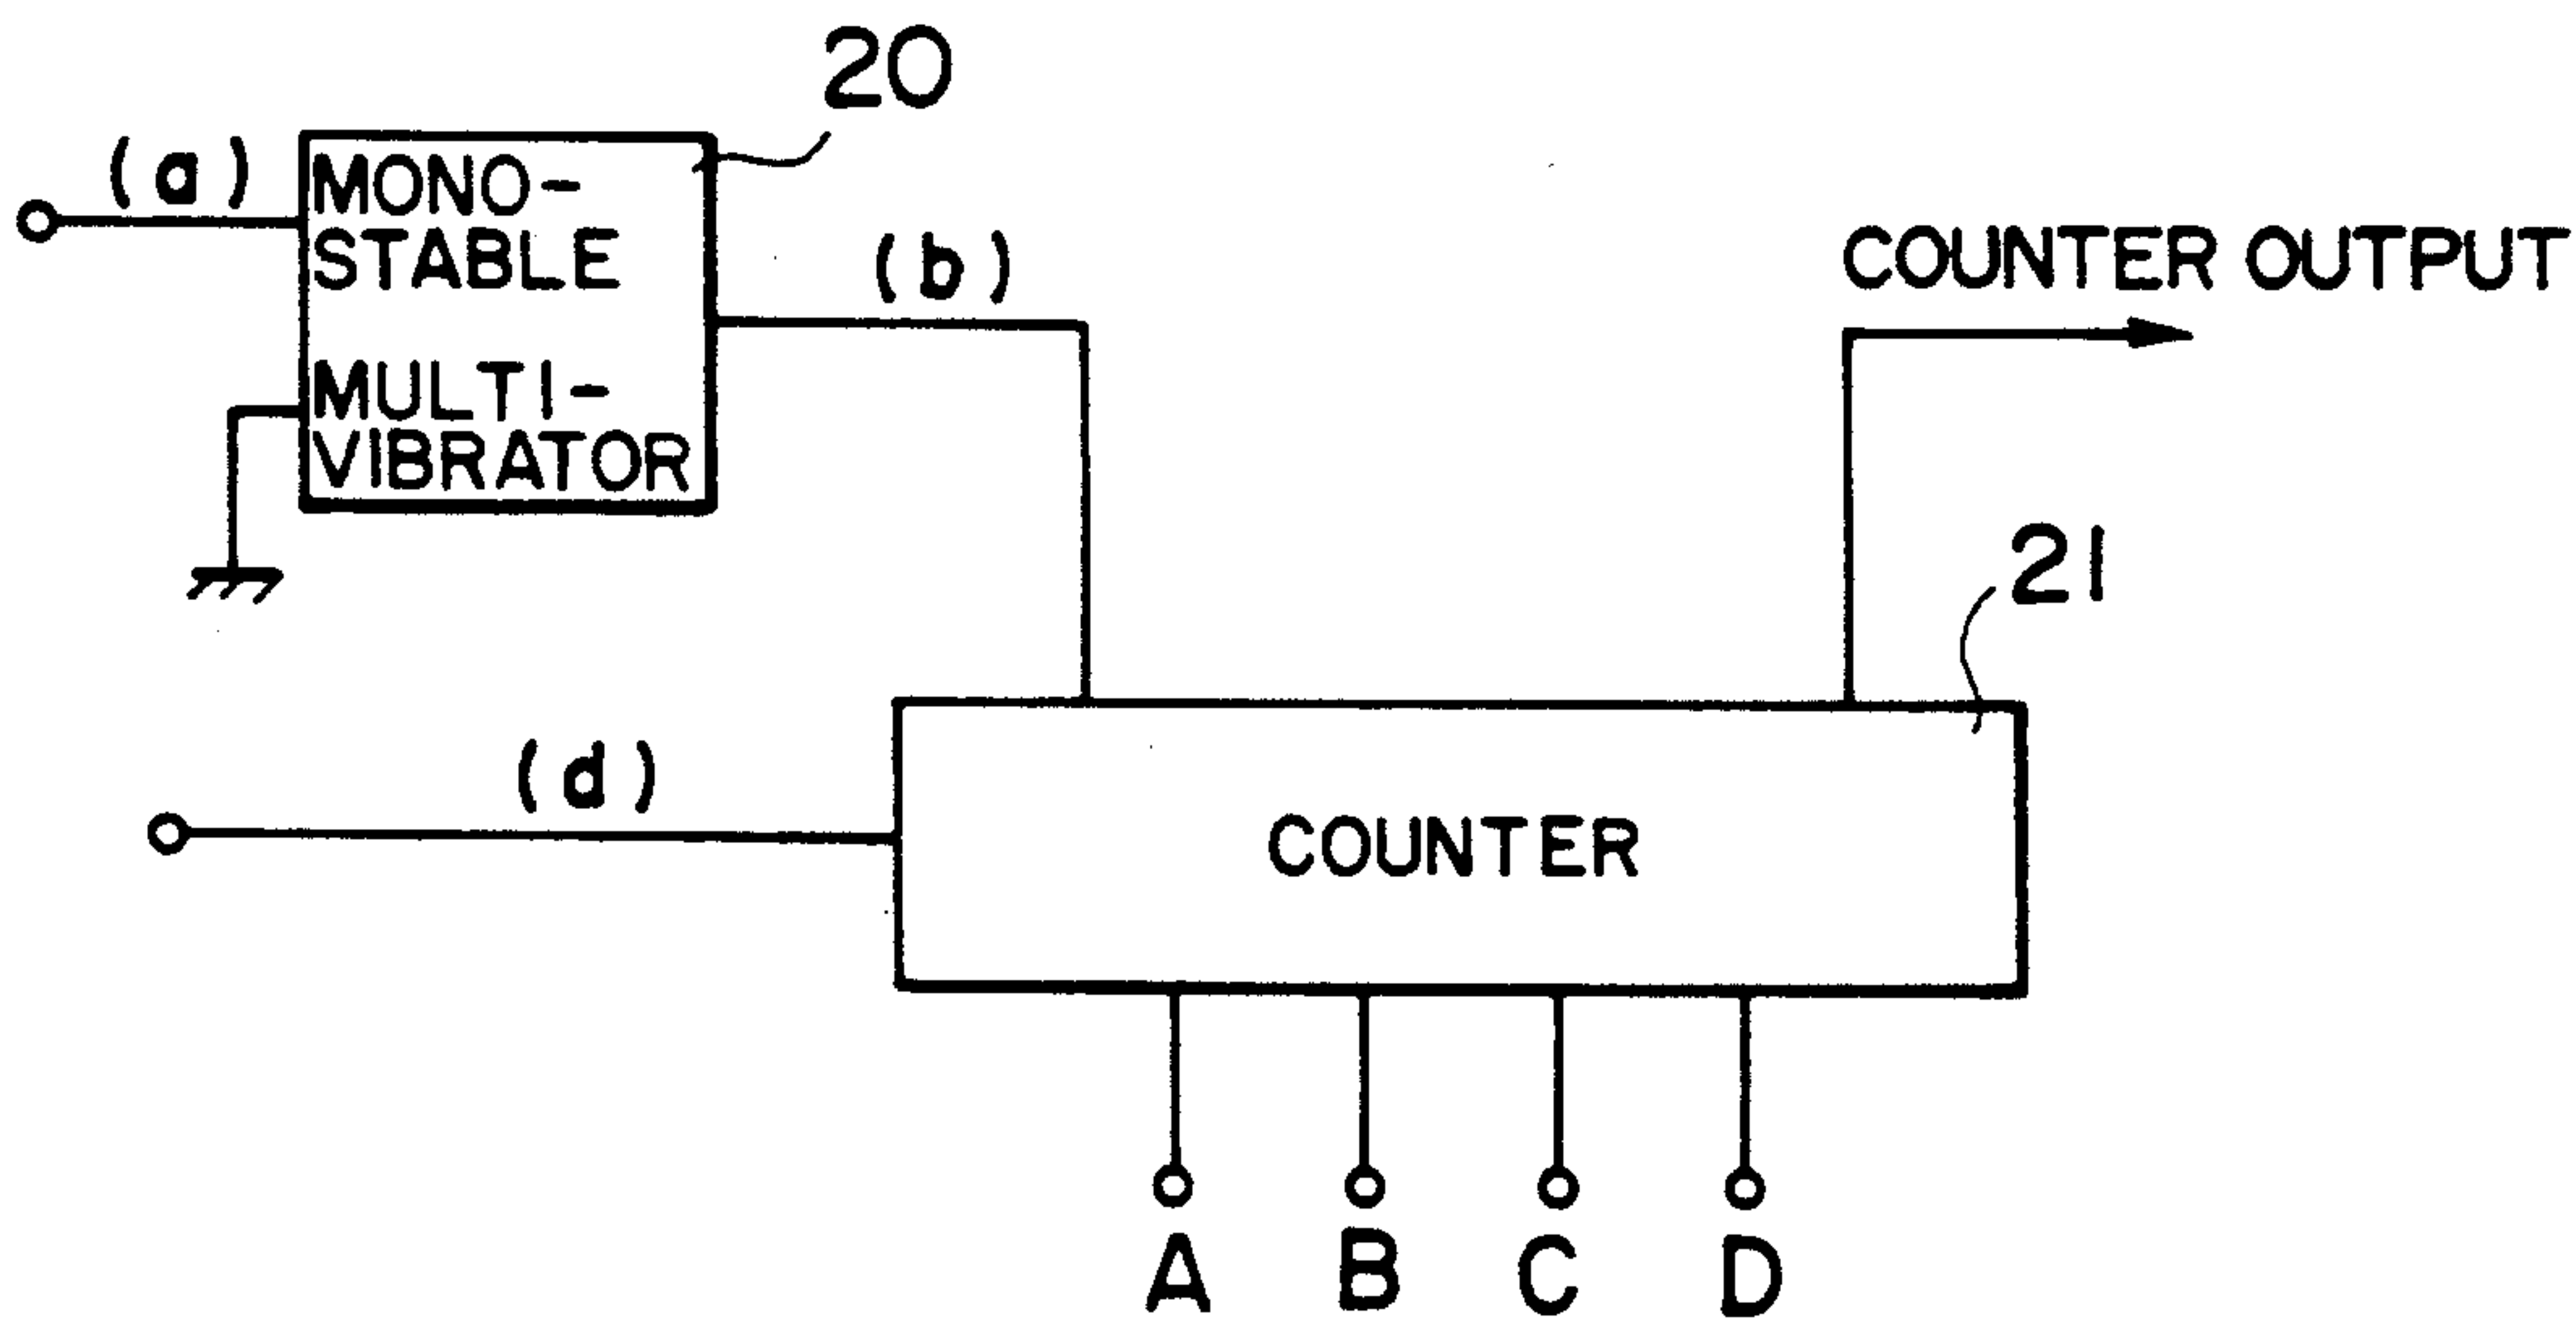 20
(a)
MONO-
STABLE
MULTI-
VIBRATOR
(b)
COUNTER OUTPUT
21
(d)
COUNTER
A B C D